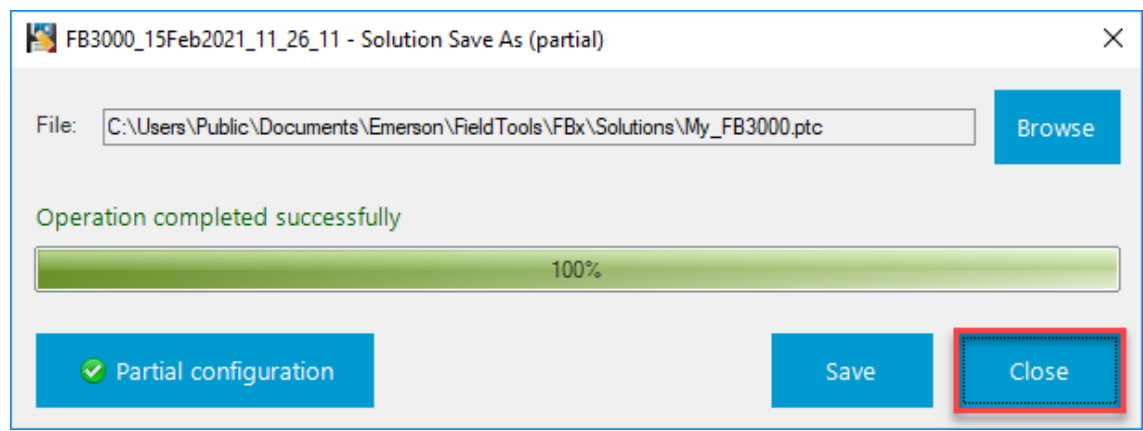 FB3000_15Feb2021_11_26_11 - Solution Save As (partial)
File: C:\Users\Public\Documents\Emerson\FieldTools\FBx\Solutions\My_FB3000.ptc Browse
Operation completed successfully
100%
Partial configuration Save Close